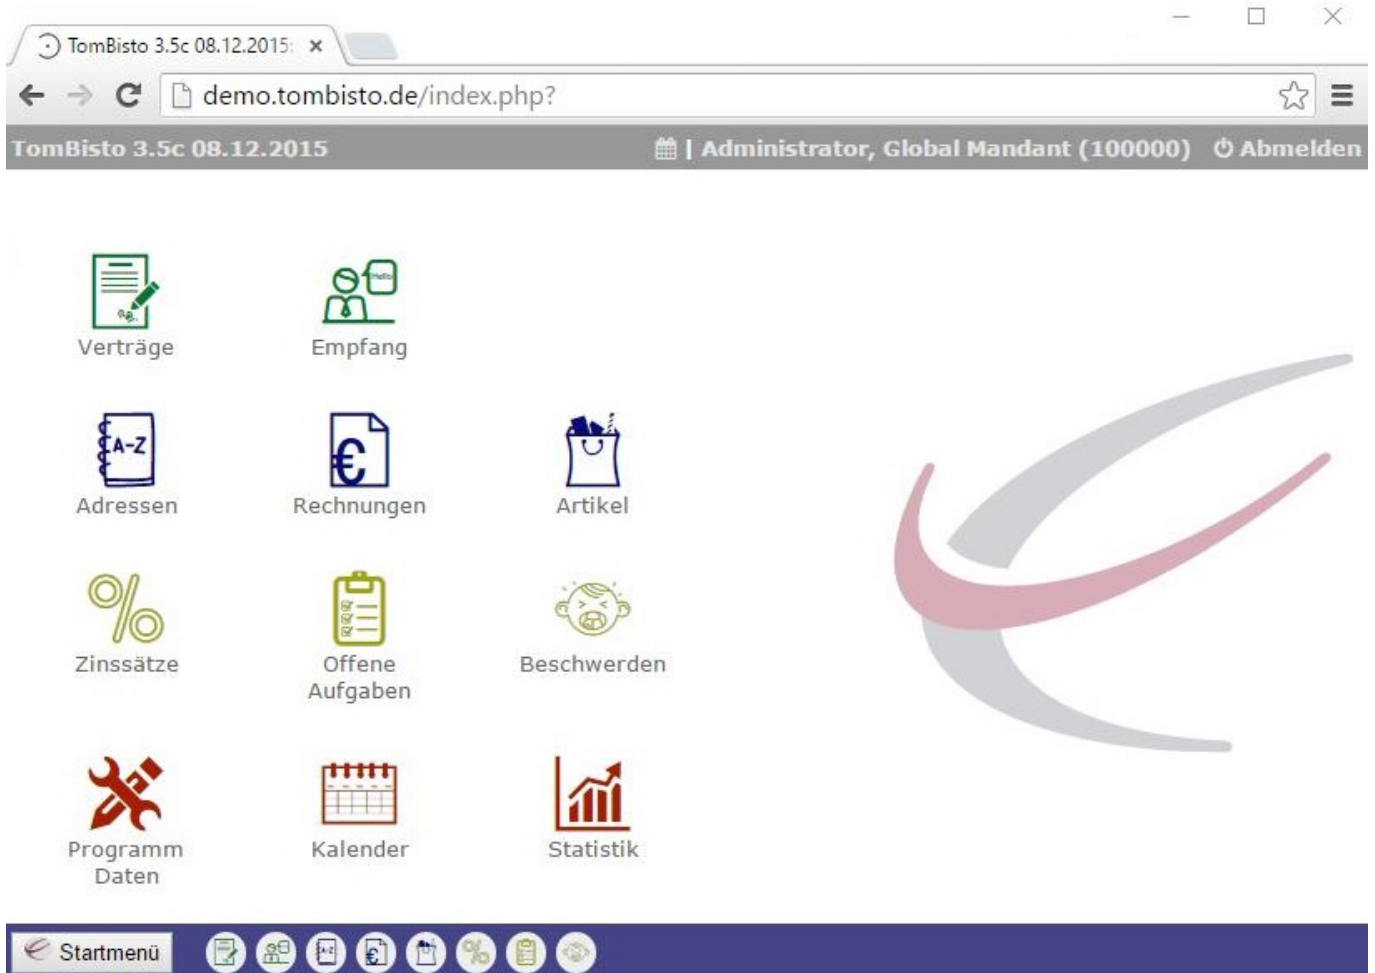 TomBisto 3.5c 08.12.2015:
demo.tombisto.de/index.php?
TomBisto 3.5c 08.12.2015 | Administrator, Global Mandant (100000) Abmelden
Hello
Verträge Empfang
A-Z €
Adressen Rechnungen Artikel
%
Zinssätze Offene Beschwerden
Aufgaben
Programm Kalender Statistik
Daten
Startmenü